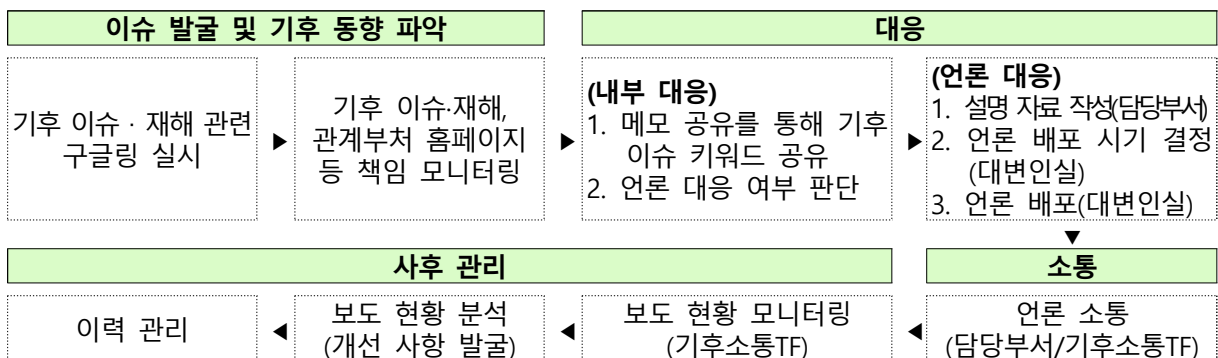 이슈 발굴 및 기후 동향 파악
대응
기후 이슈 · 재해 관련
구글링 실시
▶
기후 이슈·재해,
관계부처 홈페이지
등 책임 모니터링
▶
(내부 대응)
1. 메모 공유를 통해 기후
이슈 키워드 공유
2. 언론 대응 여부 판단
▶
(언론 대응)
1. 설명 자료 작성(담당부서)
2. 언론 배포 시기 결정
(대변인실)
3. 언론 배포(대변인실)
▼
사후 관리
소통
이력 관리
◀
보도 현황 분석
(개선 사항 발굴)
◀
보도 현황 모니터링
(기후소통TF)
◀
언론 소통
(담당부서/기후소통TF)